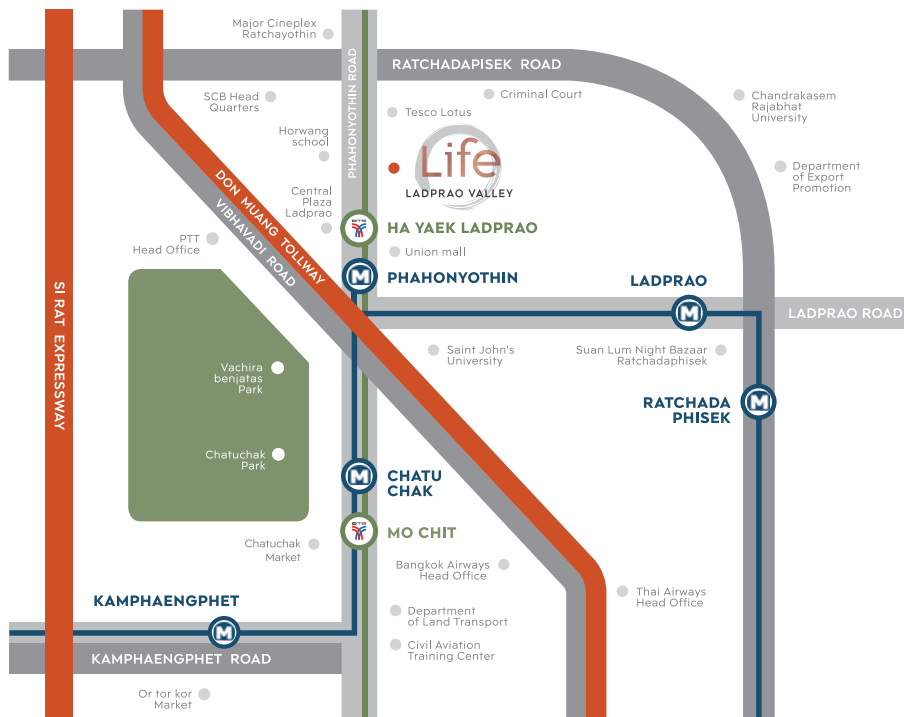 Major Cineplex
Ratchayothin
PHAHONYOTHIN ROAD
RATCHADAPISEK ROAD
SCB Head
Quarters
Criminal Court
Chandrakasem
Rajabhat
University
Tesco Lotus
Horwang
school
Life
LADPRAO VALLEY
Department
of Export
Promotion
DON MUANG TOLLWAY
VIBHAVADI ROAD
Central
Plaza
Ladprao
BTS
HA YAEK LADPRAO
PTT
Head Office
Union mall
M
PHAHONYOTHIN
LADPRAO
M
LADPRAO ROAD
SI RAT EXPRESSWAY
Saint John's
University
Suan Lum Night Bazaar
Ratchadaphisek
Vachira
benjatas
Park
RATCHADA
PHISEK
M
Chatuchak
Park
M
CHATU
CHAK
BTS
MO CHIT
Chatuchak
Market
Bangkok Airways
Head Office
Thai Airways
Head Office
KAMPHAENGPHET
M
Department
of Land Transport
KAMPHAENGPHET ROAD
Civil Aviation
Training Center
Or tor kor
Market